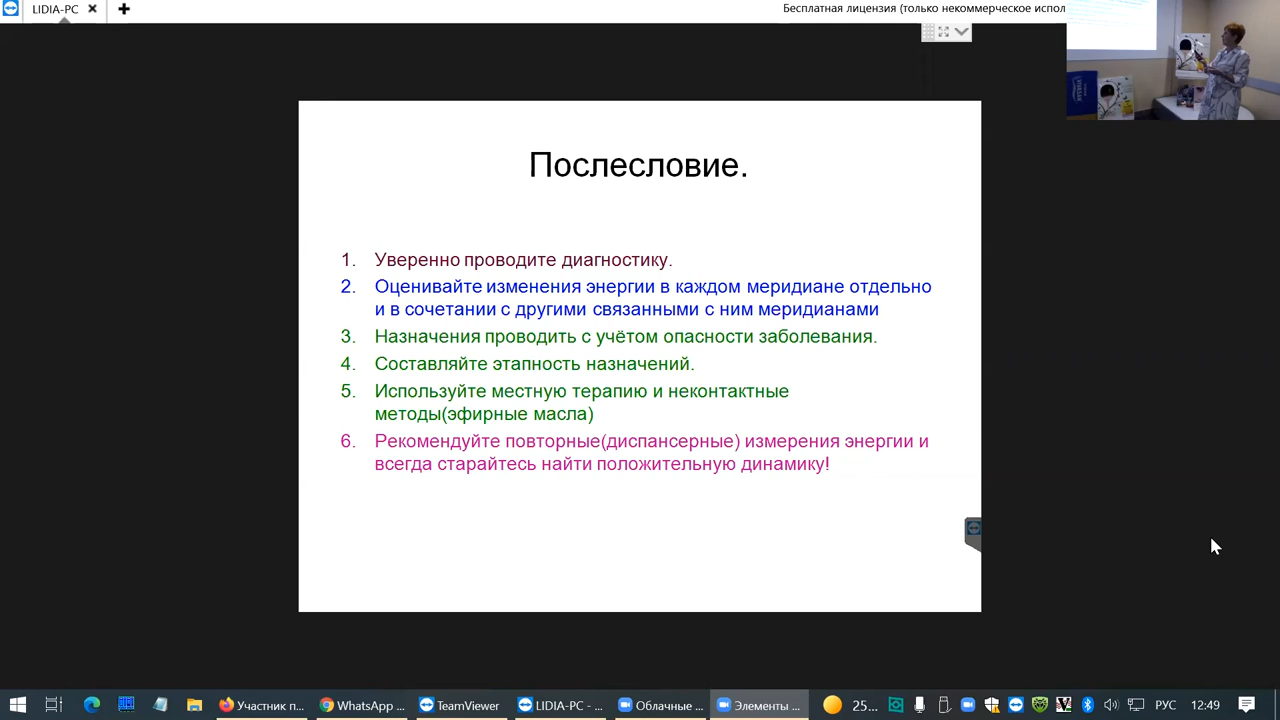 LIDIA-PC
Бесплатная лицензия (только некоммерческое испол
Послесловие.
1. Уверенно проводите диагностику.
2. Оценивайте изменения энергии в каждом меридиане отдельно
и в сочетании с другими связанными с ним меридианами
3. Назначения проводить с учётом опасности заболевания.
4. Составляйте этапность назначений.
5. Используйте местную терапию и неконтактные
методы(эфирные масла)
6. Рекомендуйте повторные(диспансерные) измерения энергии и
всегда старайтесь найти положительную динамику!
Участник п... WhatsApp ... TeamViewer LIDIA-PC - ... Облачные ... Элементы ... 25... РУС 12:49